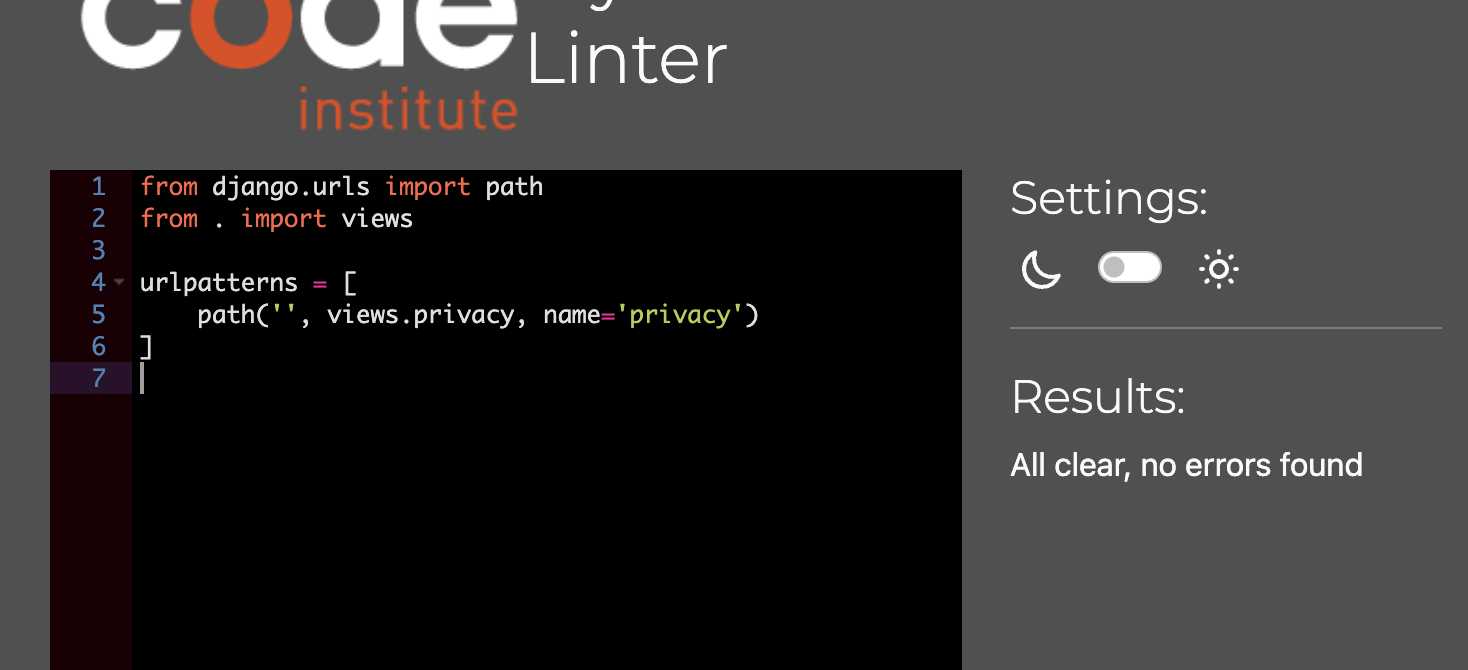 code
Linter
institute
1 from django.urls import path
2 from . import views
3
4 urlpatterns = [
5     path('', views.privacy, name='privacy')
6 ]
7
Settings:
Results:
All clear, no errors found